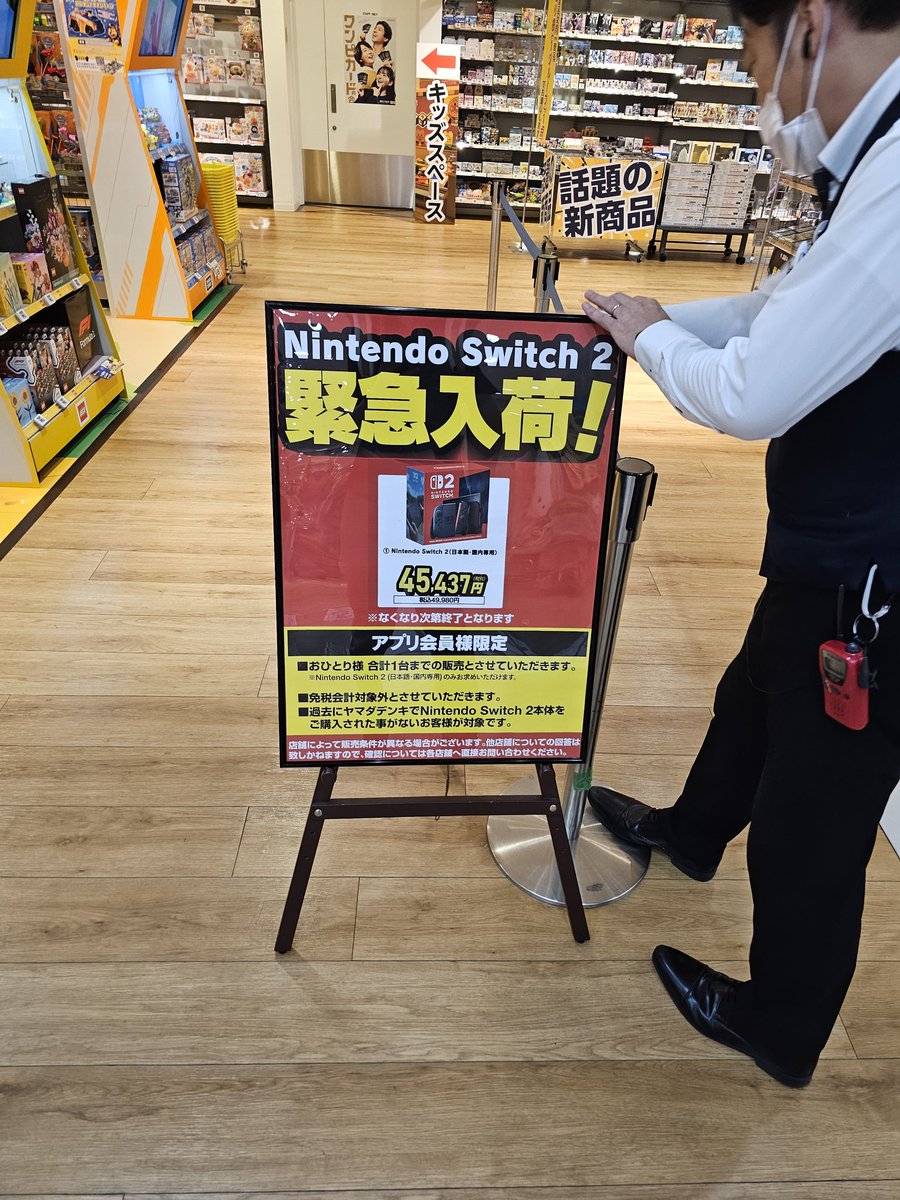 ワンピカード
キッズスペース
話題の
新商品
Nintendo Switch 2
緊急入荷!
2
NINTENDO
SWITCH
① Nintendo Switch 2(日本語・国内専用)
45,437円(税抜)
税込49,980円
※なくなり次第終了となります
アプリ会員様限定
■おひとり様 合計1台までの販売とさせていただきます。
※Nintendo Switch 2 (日本語・国内専用) のみお求めいただけます。
■免税会計対象外とさせていただきます。
■過去にヤマダデンキでNintendo Switch 2本体を
ご購入された事がないお客様が対象です。
店舗によって販売条件が異なる場合がございます。他店舗についての回答は
致しかねますので、確認については各店舗へ直接お問い合わせください。
LEGO